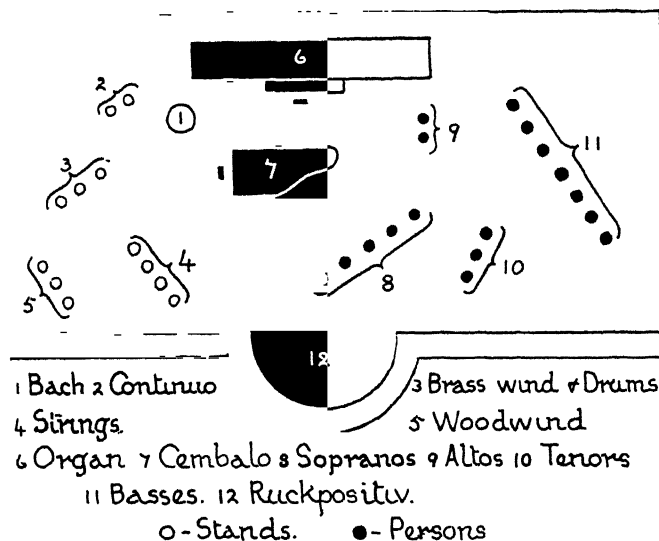 6
2
1
9
3
11
7
4
5
8
10
12
1 Bach 2 Continuo 3 Brass wind & Drums
4 Strings. 5 Woodwind
6 Organ 7 Cembalo 8 Sopranos 9 Altos 10 Tenors
11 Basses. 12 Ruckpositiv.
O - Stands. ● - Persons